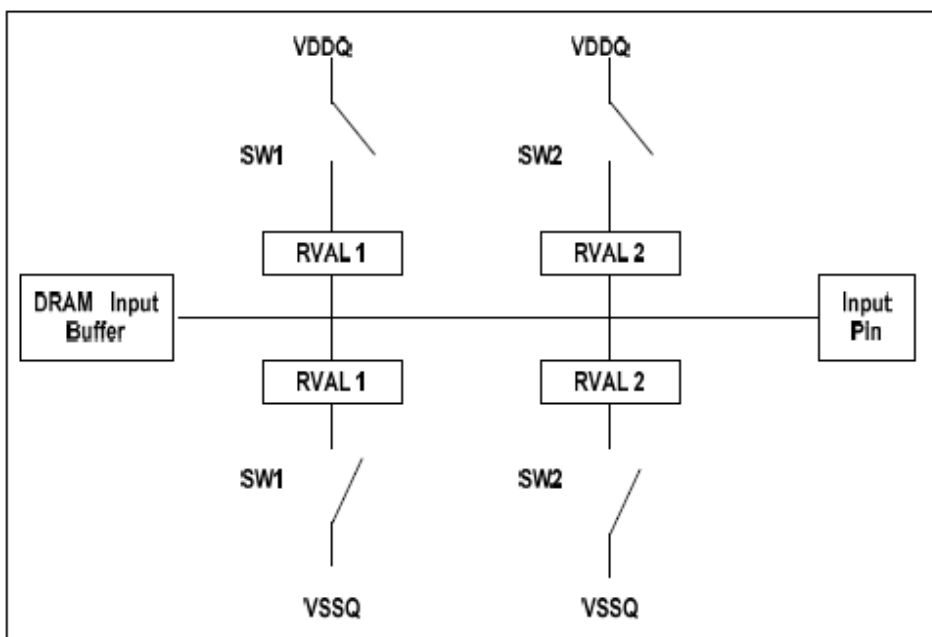 VDDQ VDDQ
SW1 SW2
RVAL 1 RVAL 2
DRAM Input
Buffer
Input
Pin
RVAL 1 RVAL 2
SW1 SW2
VSSQ VSSQ